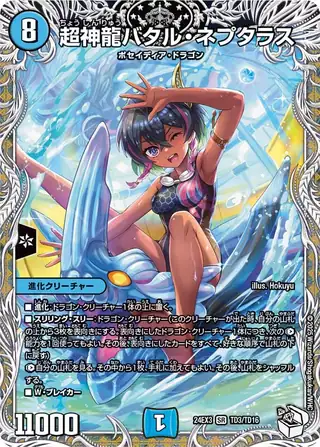 8
ちょう しんりゅう
超神龍バタル・ネプタラス
ポセイディア・ドラゴン
進化クリーチャー
illus. Hokuyu
■進化-ドラゴン・クリーチャー1体の上に置く。
■スリリング・スリー:ドラゴン・クリーチャー(このクリーチャーが出た時、自分の山札
の上から3枚を表向きにする。表向きにしたドラゴン・クリーチャー1体につき、次の
能力を1回使ってもよい。その後、表向きにしたカードをすべて、好きな順序で山札の下
に戻す)
自分の山札を見る。その中から1枚、手札に加えてもよい。その後、山札をシャッフル
する。
■W・ブレイカー
11000
1
24EX3 SR TD3/TD16